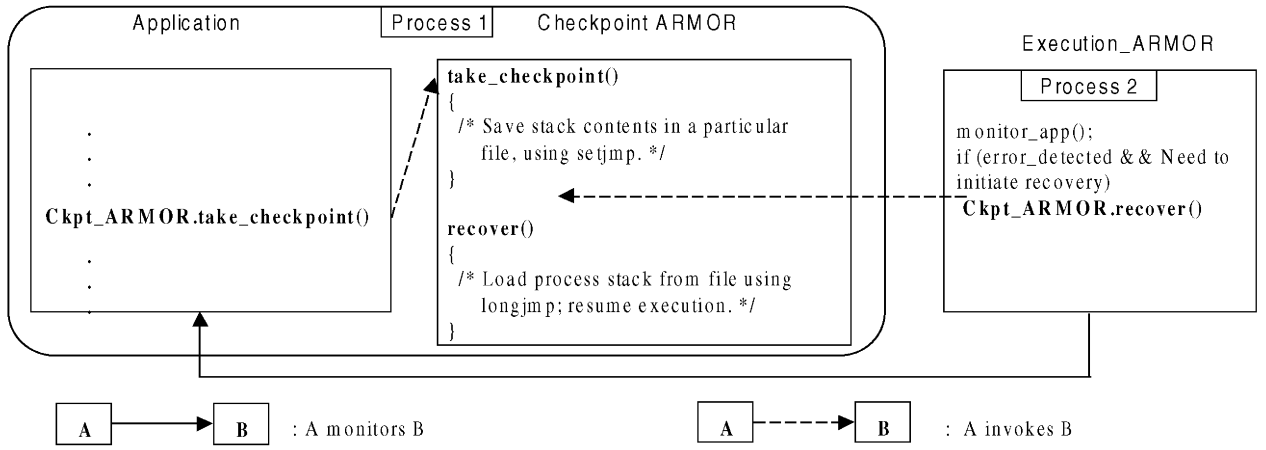 Application
Process 1
Checkpoint ARMOR
Execution_ARMOR
Ckpt_ARMOR.take_checkpoint()
take_checkpoint()
{
/* Save stack contents in a particular
file, using setjmp. */
}
recover()
{
/* Load process stack from file using
longjmp; resume execution. */
}
Process 2
monitor_app();
if (error_detected && Need to
initiate recovery)
Ckpt_ARMOR.recover()
A
B
: A monitors B
A
B
: A invokes B